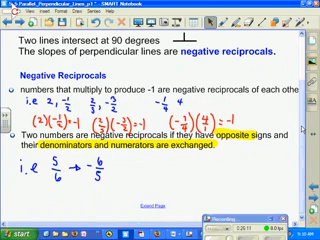 5.5 Parallel_Perpendicular_Lines_p1 * - SMART Notebook
Two lines intersect at 90 degrees
The slopes of perpendicular lines are negative reciprocals.
Negative Reciprocals
numbers that multiply to produce -1 are negative reciprocals of each othe
i.e 2, -1/2 2/3, -3/2 -1/4 4
(2)(-1/2) = -1 (2/3)(-3/2) = -1 (-1/4)(4/1) = -1
Two numbers are negative reciprocals if they have opposite signs and
their denominators and numerators are exchanged.
i.e 5/6 → -6/5
Extend Page
Recording...
start